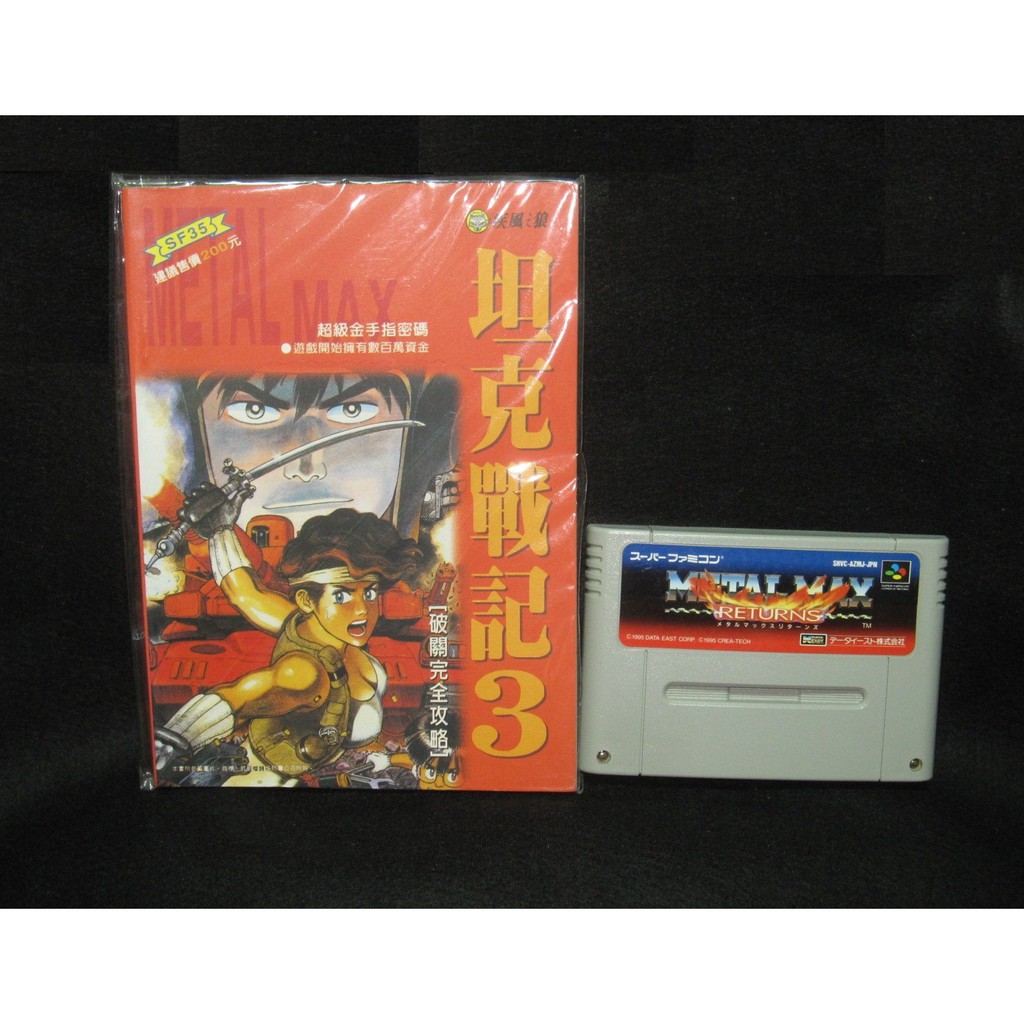 METAL MAX
SF35
建議售價200元
疾風之狼
坦克戰記3
超級金手指密碼
●遊戲開始擁有數百萬資金
[破關完全攻略]
スーパーファミコン
SHVC-AZMJ-JPN
METAL MAX
RETURNS
メタルマックスリターンズ
TM
©1995 DATA EAST CORP. ©1995 CREA-TECH
データイースト株式会社